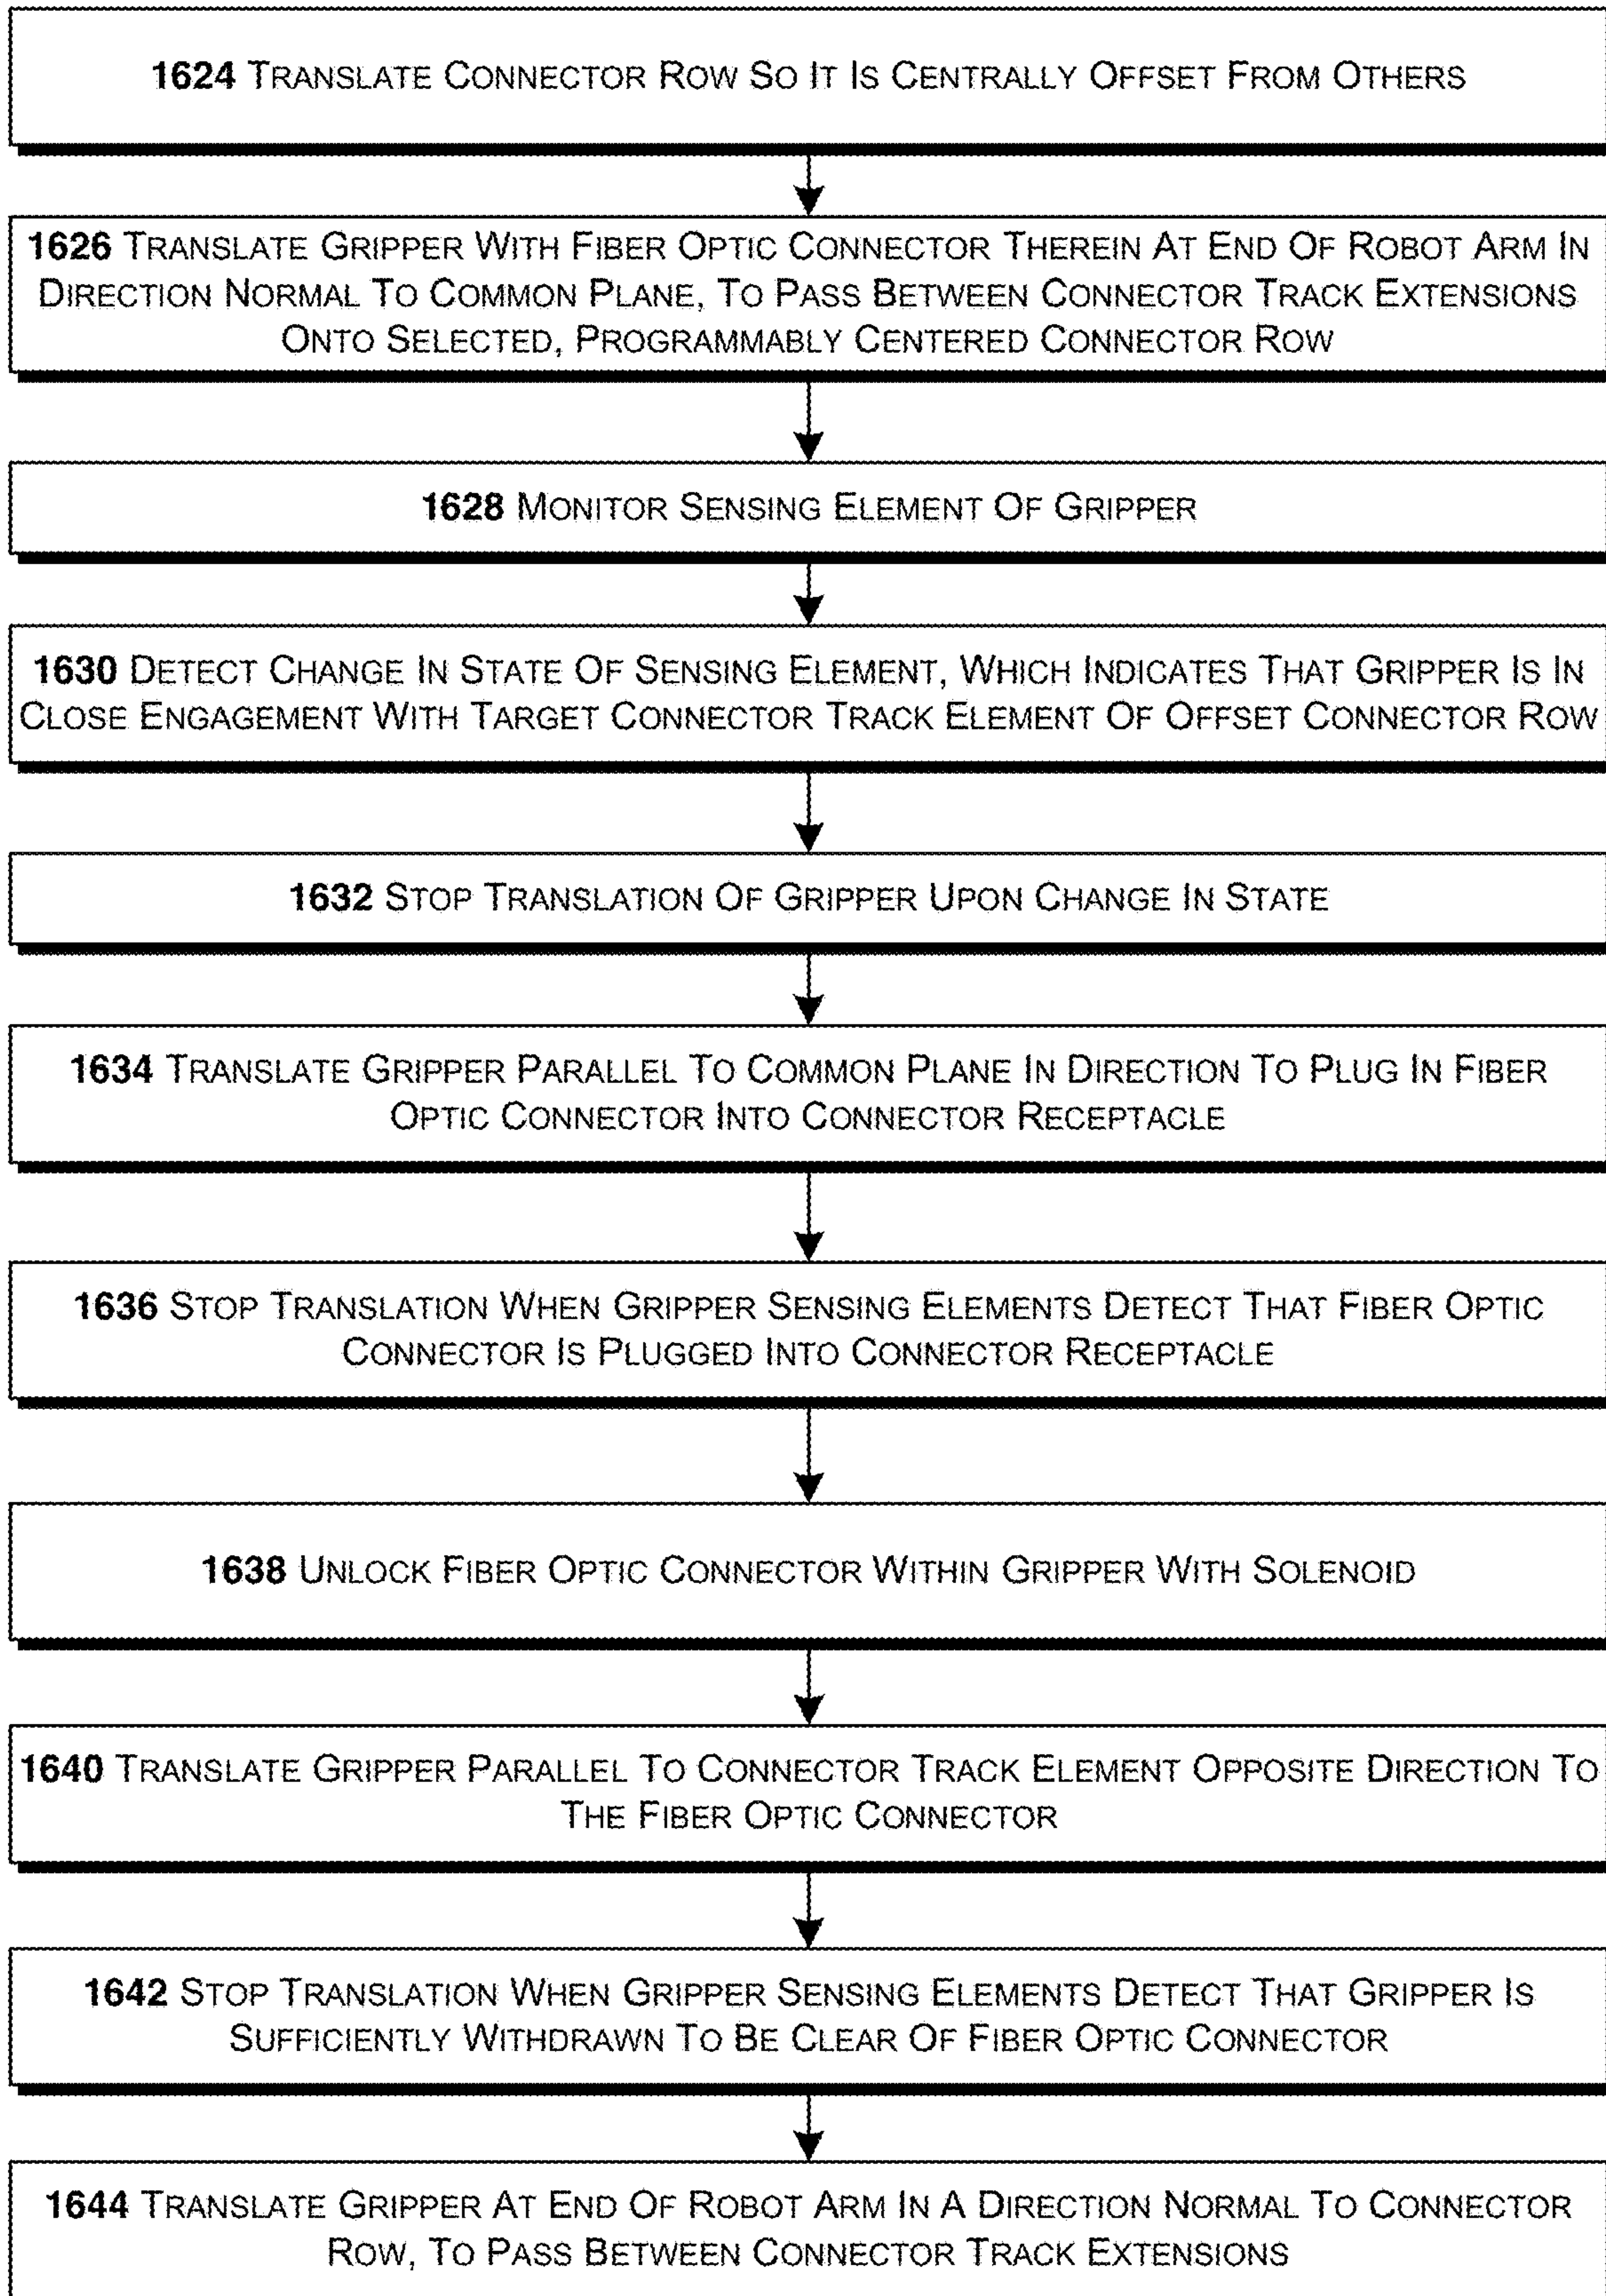 1624 TRANSLATE CONNECTOR ROW SO IT IS CENTRALLY OFFSET FROM OTHERS
1626 TRANSLATE GRIPPER WITH FIBER OPTIC CONNECTOR THEREIN AT END OF ROBOT ARM IN
DIRECTION NORMAL TO COMMON PLANE, TO PASS BETWEEN CONNECTOR TRACK EXTENSIONS
ONTO SELECTED, PROGRAMMABLY CENTERED CONNECTOR ROW
1628 MONITOR SENSING ELEMENT OF GRIPPER
1630 DETECT CHANGE IN STATE OF SENSING ELEMENT, WHICH INDICATES THAT GRIPPER IS IN
CLOSE ENGAGEMENT WITH TARGET CONNECTOR TRACK ELEMENT OF OFFSET CONNECTOR ROW
1632 STOP TRANSLATION OF GRIPPER UPON CHANGE IN STATE
1634 TRANSLATE GRIPPER PARALLEL TO COMMON PLANE IN DIRECTION TO PLUG IN FIBER
OPTIC CONNECTOR INTO CONNECTOR RECEPTACLE
1636 STOP TRANSLATION WHEN GRIPPER SENSING ELEMENTS DETECT THAT FIBER OPTIC
CONNECTOR IS PLUGGED INTO CONNECTOR RECEPTACLE
1638 UNLOCK FIBER OPTIC CONNECTOR WITHIN GRIPPER WITH SOLENOID
1640 TRANSLATE GRIPPER PARALLEL TO CONNECTOR TRACK ELEMENT OPPOSITE DIRECTION TO
THE FIBER OPTIC CONNECTOR
1642 STOP TRANSLATION WHEN GRIPPER SENSING ELEMENTS DETECT THAT GRIPPER IS
SUFFICIENTLY WITHDRAWN TO BE CLEAR OF FIBER OPTIC CONNECTOR
1644 TRANSLATE GRIPPER AT END OF ROBOT ARM IN A DIRECTION NORMAL TO CONNECTOR
ROW, TO PASS BETWEEN CONNECTOR TRACK EXTENSIONS